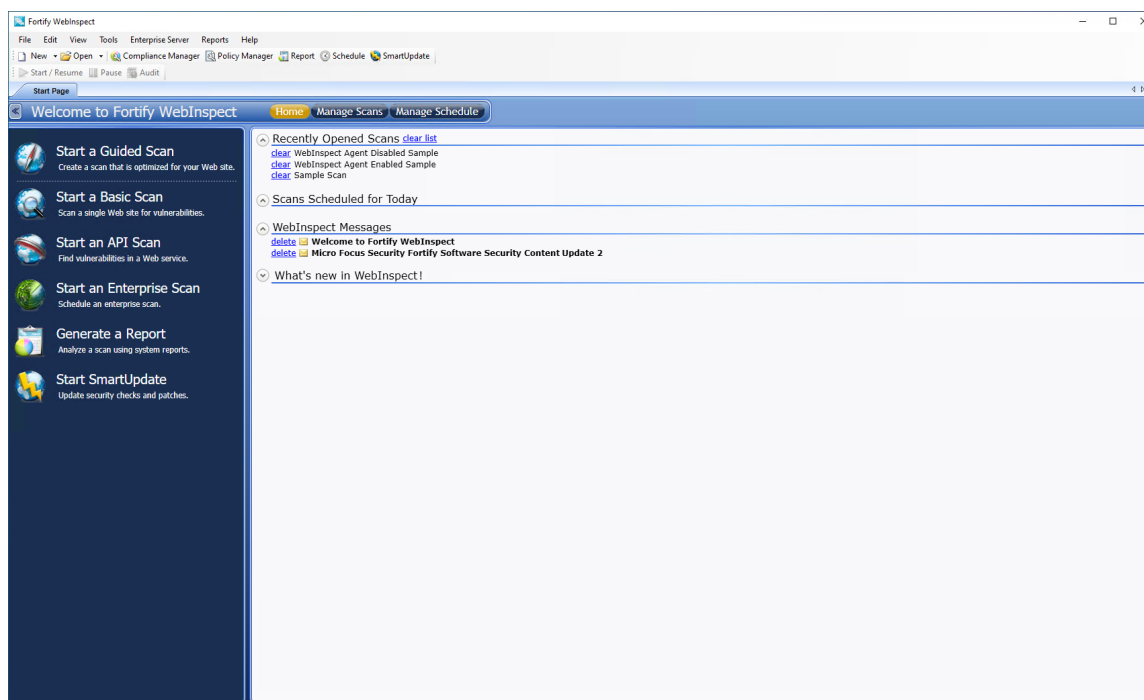 Fortify WebInspect
File Edit View Tools Enterprise Server Reports Help
New Open Compliance Manager Policy Manager Report Schedule SmartUpdate
Start / Resume Pause Audit
Start Page
Welcome to Fortify WebInspect Home Manage Scans Manage Schedule
Start a Guided Scan
Create a scan that is optimized for your Web site.
Start a Basic Scan
Scan a single Web site for vulnerabilities.
Start an API Scan
Find vulnerabilities in a Web service.
Start an Enterprise Scan
Schedule an enterprise scan.
Generate a Report
Analyze a scan using system reports.
Start SmartUpdate
Update security checks and patches.
Recently Opened Scans clear list
clear WebInspect Agent Disabled Sample
clear WebInspect Agent Enabled Sample
clear Sample Scan
Scans Scheduled for Today
WebInspect Messages
delete Welcome to Fortify WebInspect
delete Micro Focus Security Fortify Software Security Content Update 2
What's new in WebInspect!